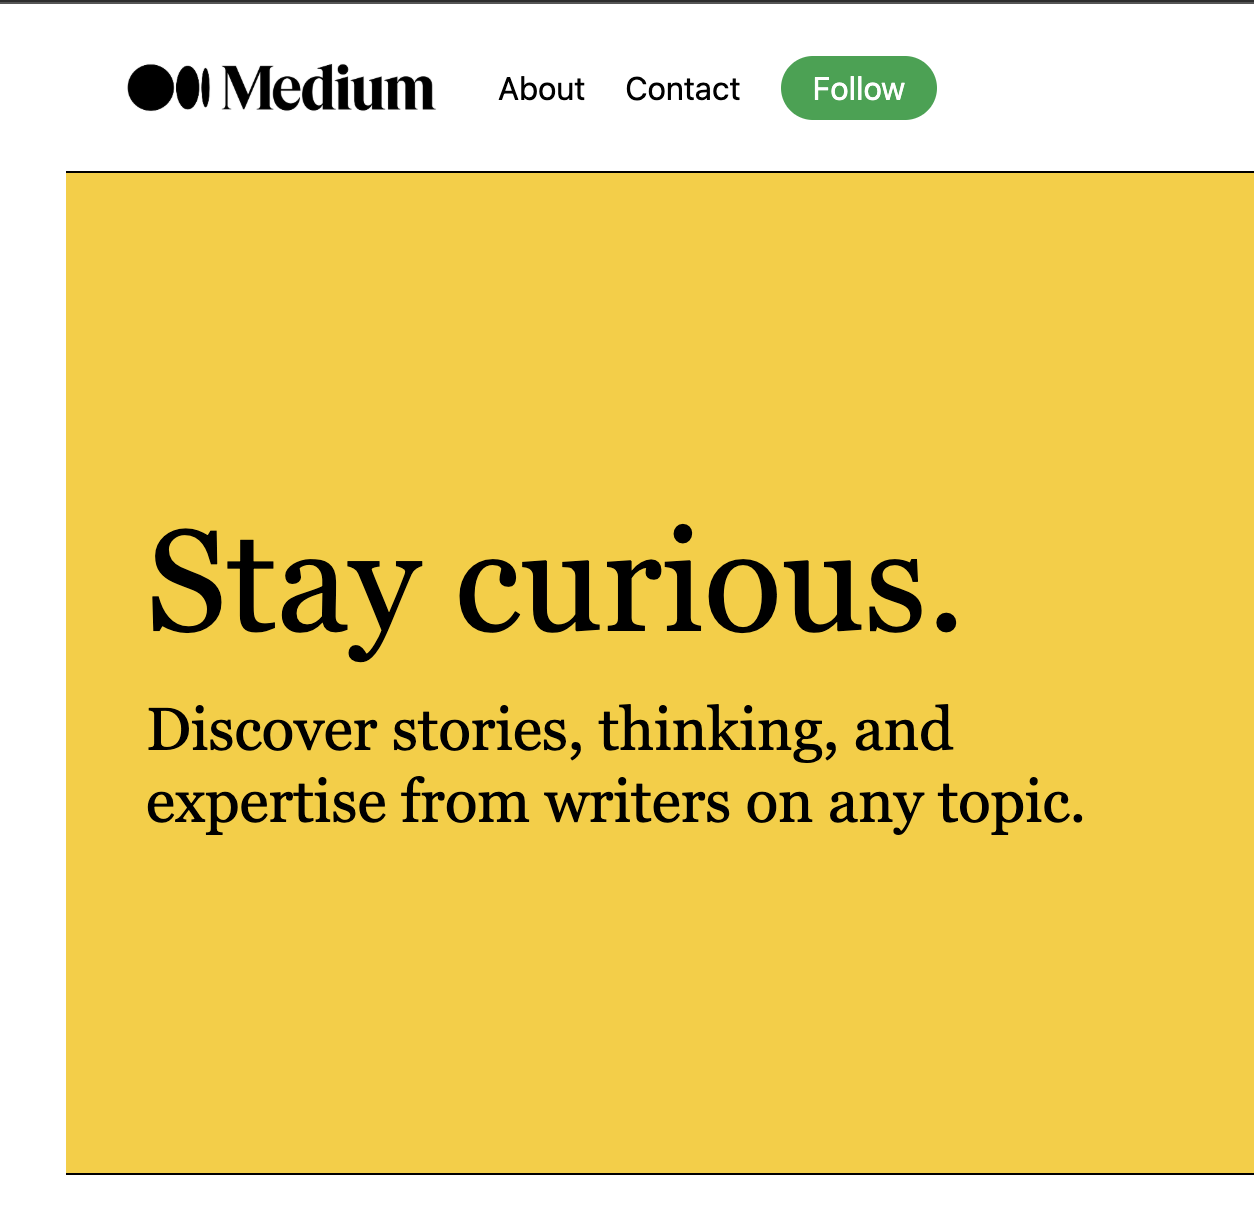 Medium
About
Contact
Follow
Stay curious.
Discover stories, thinking, and
expertise from writers on any topic.